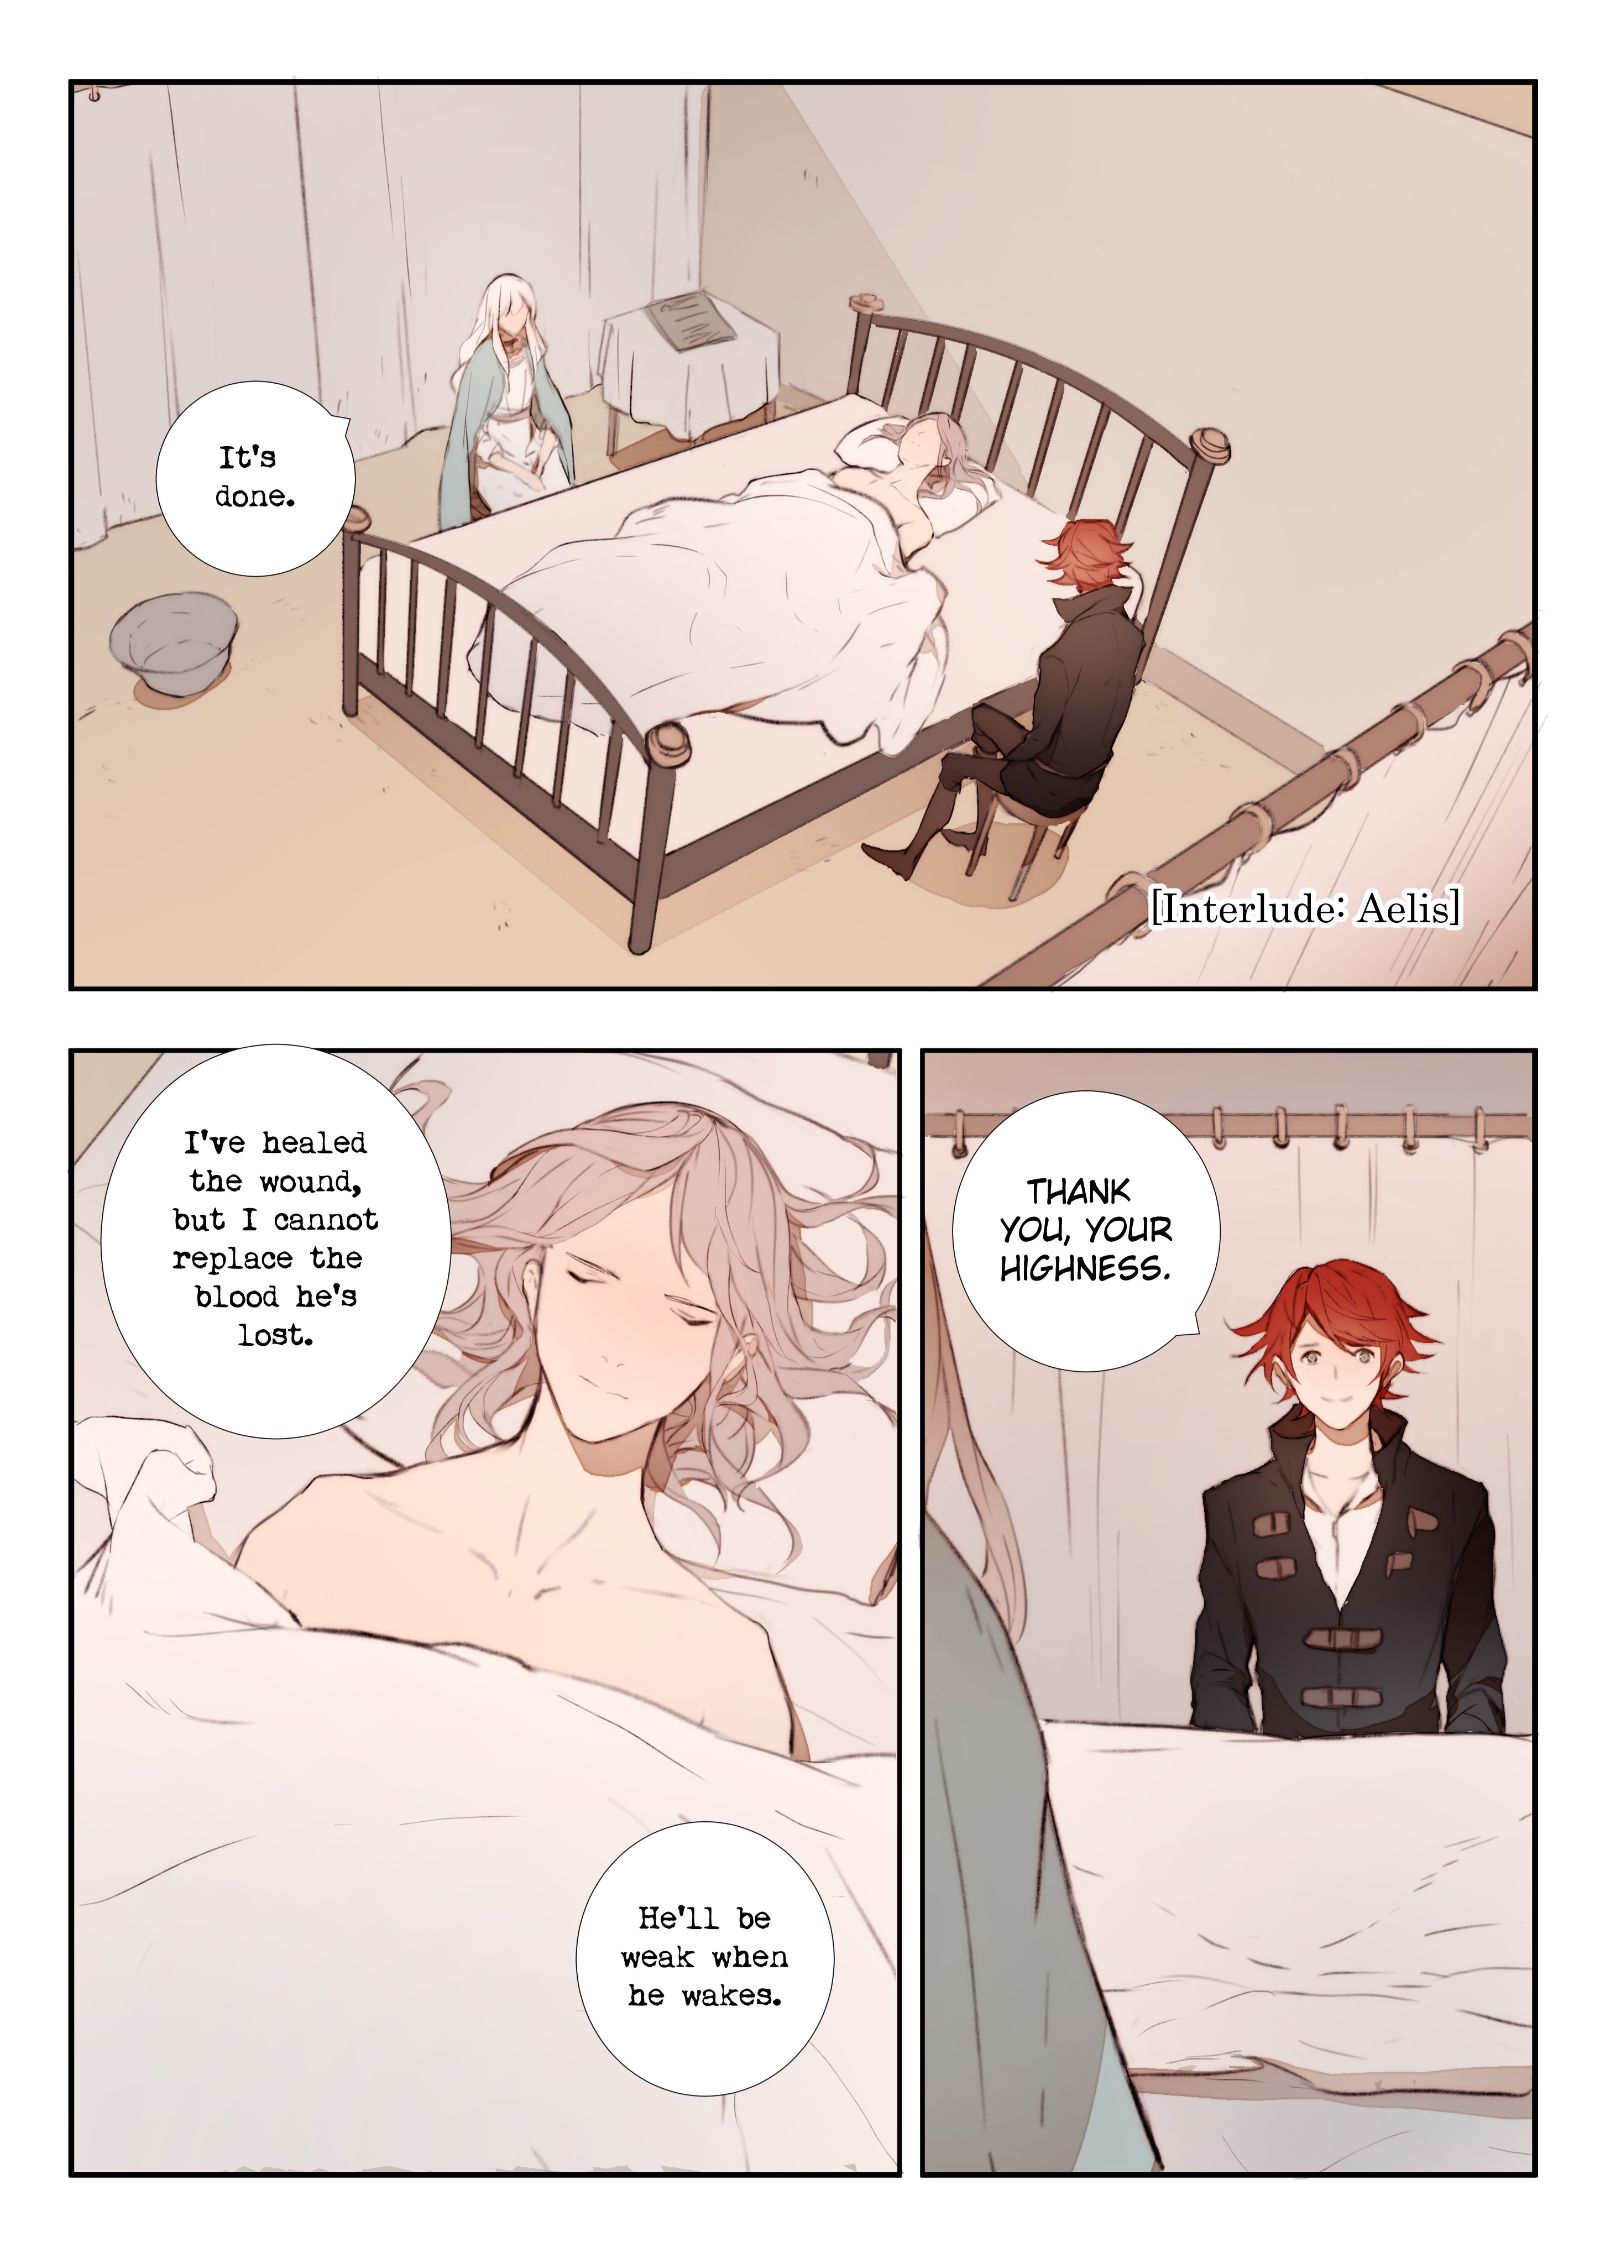 It's
done.
[Interlude: Aelis]
I've healed
the wound,
but I cannot
replace the
blood he's
lost.
He'll be
weak when
he wakes.
THANK
YOU, YOUR
HIGHNESS.